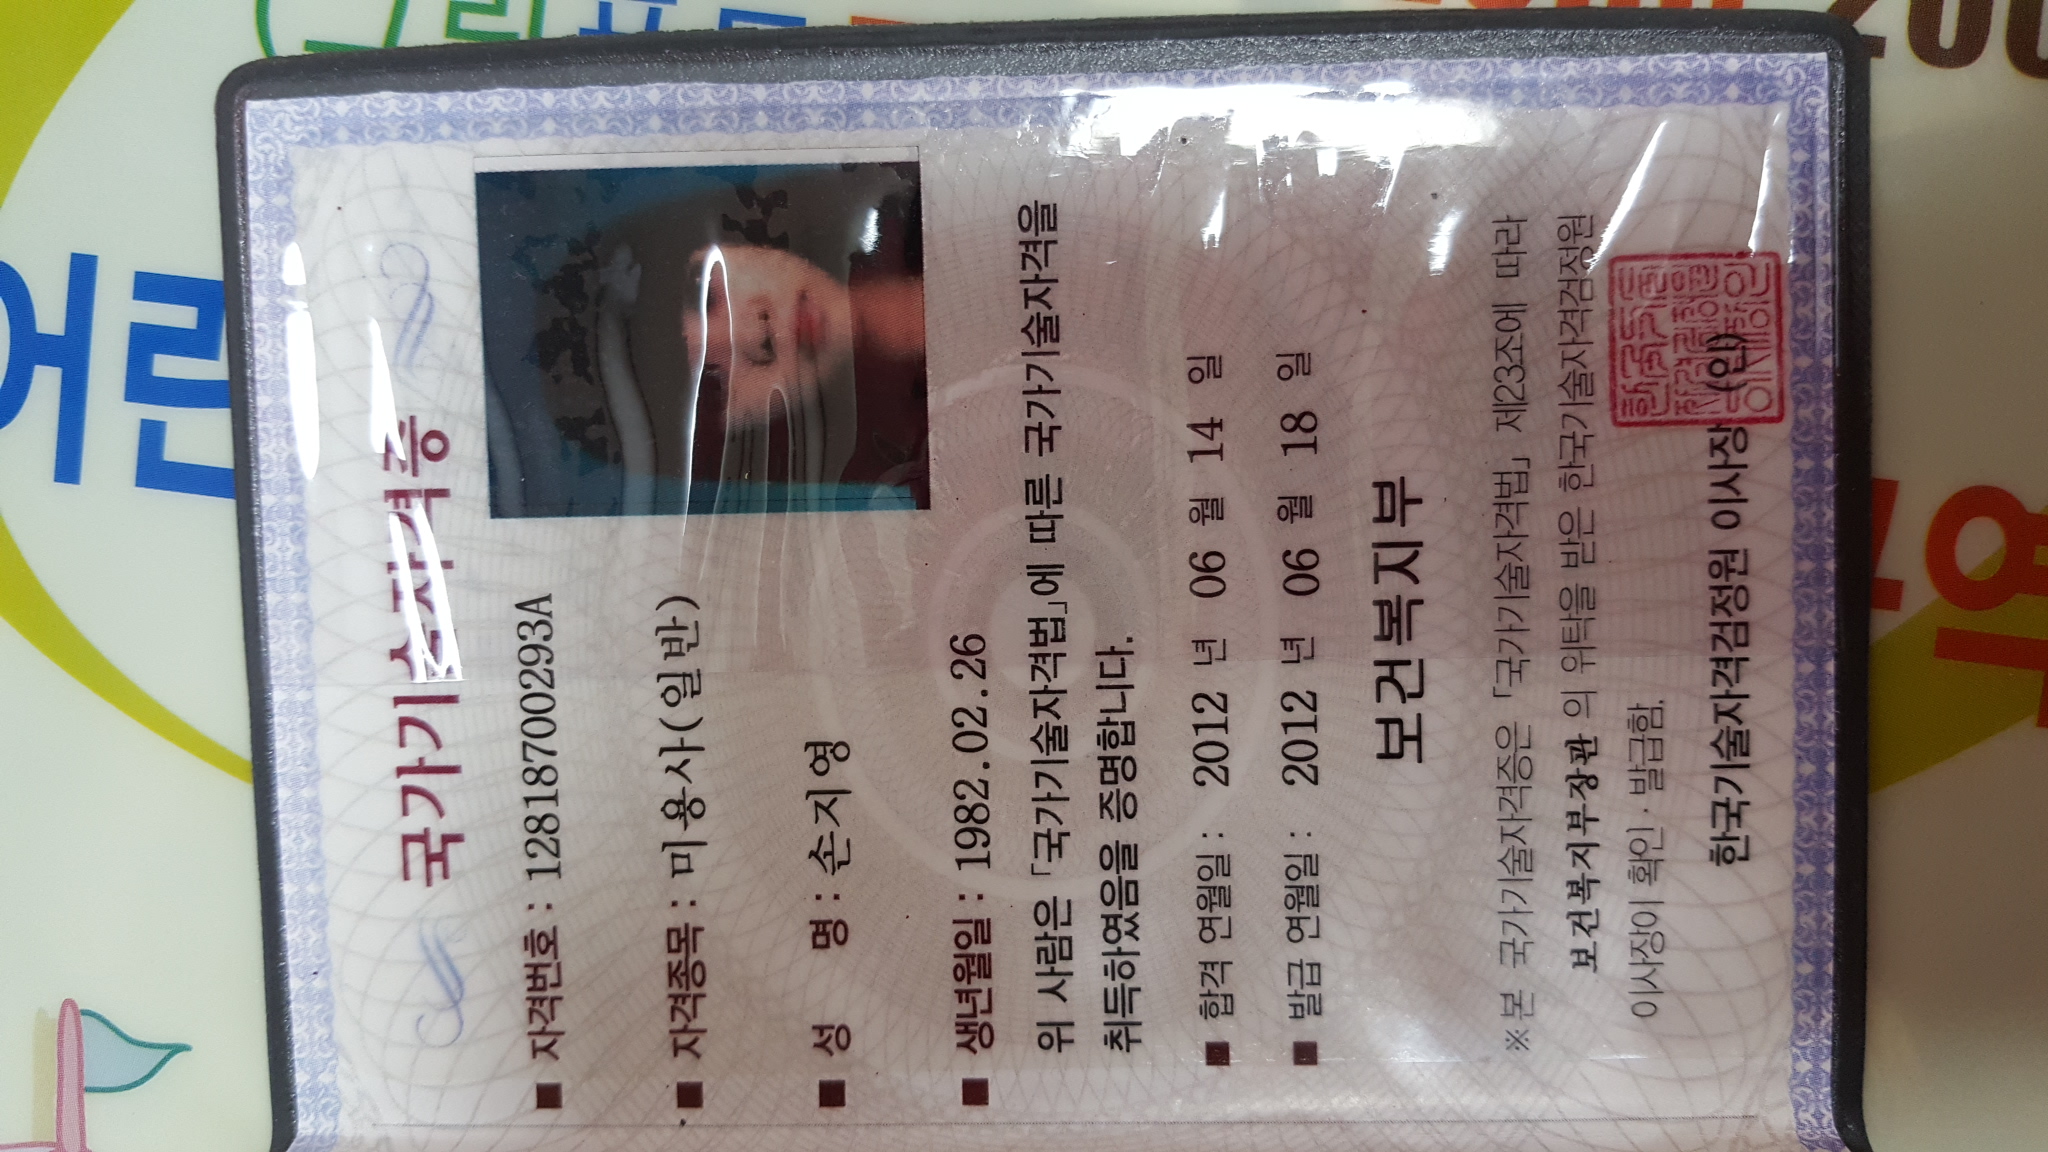 국가기술자격증
■ 자격번호 : 12818700293A
■ 자격종목 : 미용사(일반)
■ 성 명 : 손지영
■ 생년월일 : 1982.02.26
위 사람은 「국가기술자격법」에 따른 국가기술자격을
취득하였음을 증명합니다.
■ 합격 연월일 : 2012 년 06 월 14 일
■ 발급 연월일 : 2012 년 06 월 18 일
보건복지부
※본 국가기술자격증은 「국가기술자격법」 제23조에 따라
보건복지부장관 의 위탁을 받은 한국기술자격검정원
이사장이 확인·발급함.
한국기술자격검정원 이사장 (인)
어린